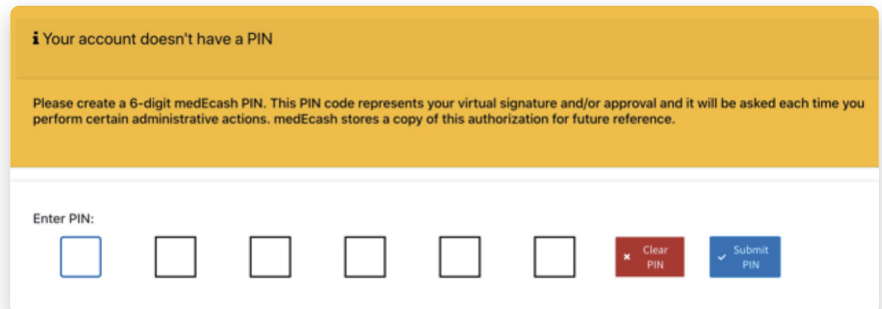 i Your account doesn't have a PIN
Please create a 6-digit medEcash PIN. This PIN code represents your virtual signature and/or approval and it will be asked each time you
perform certain administrative actions. medEcash stores a copy of this authorization for future reference.
Enter PIN:
Clear
PIN
Submit
PIN